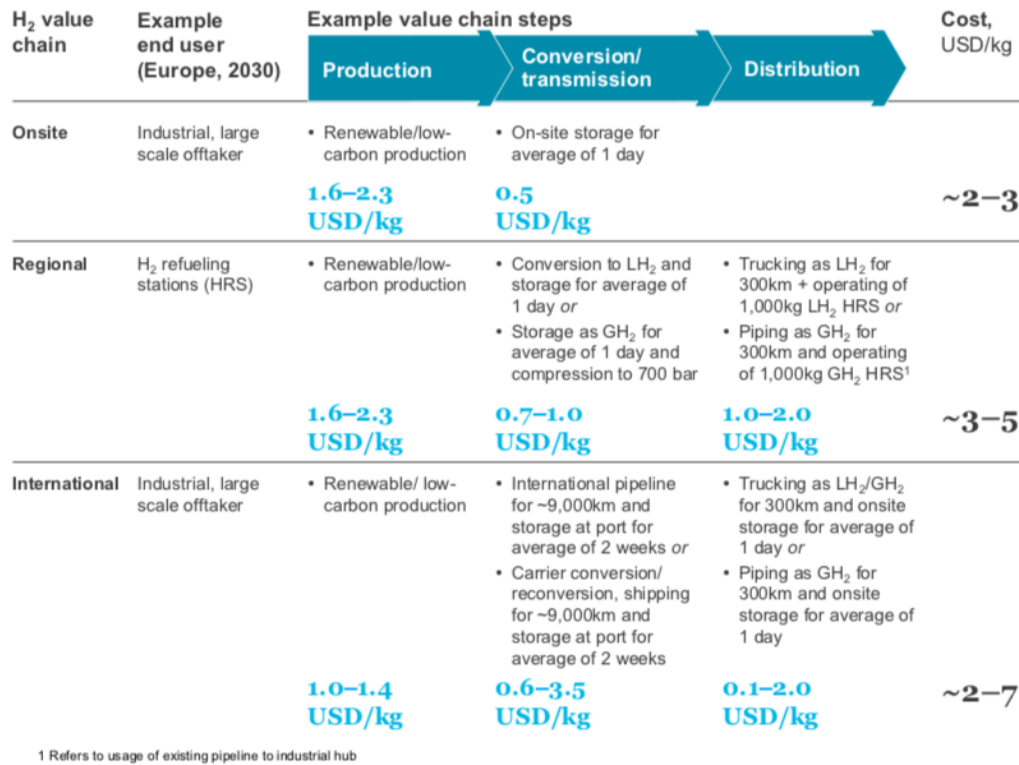 H₂ value chain
Example end user (Europe, 2030)
Example value chain steps
Production
Conversion/ transmission
Distribution
Cost, USD/kg
Onsite
Industrial, large scale offtaker
• Renewable/low-
carbon production
1.6–2.3
USD/kg
• On-site storage for
average of 1 day
0.5
USD/kg
~2–3
Regional
H₂ refueling
stations (HRS)
• Renewable/low-
carbon production
1.6–2.3
USD/kg
• Conversion to LH₂ and
storage for average of
1 day or
• Storage as GH₂ for
average of 1 day and
compression to 700 bar
0.7–1.0
USD/kg
• Trucking as LH₂ for
300km + operating of
1,000kg LH₂ HRS or
• Piping as GH₂ for
300km and operating
of 1,000kg GH₂ HRS¹
1.0–2.0
USD/kg
~3–5
International
Industrial, large
scale offtaker
• Renewable/ low-
carbon production
1.0–1.4
USD/kg
• International pipeline
for ~9,000km and
storage at port for
average of 2 weeks or
• Carrier conversion/
reconversion, shipping
for ~9,000km and
storage at port for
average of 2 weeks
0.6–3.5
USD/kg
• Trucking as LH₂/GH₂
for 300km and onsite
storage for average of
1 day or
• Piping as GH₂ for
300km and onsite
storage for average of
1 day
0.1–2.0
USD/kg
~2–7
1 Refers to usage of existing pipeline to industrial hub